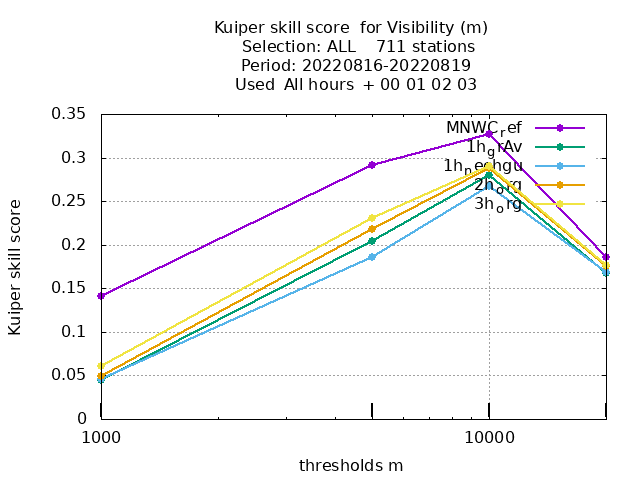 Kuiper skill score  for Visibility (m)
Selection: ALL    711 stations
Period: 20220816-20220819
Used  All hours  + 00 01 02 03
0.35
0.3
0.25
0.2
0.15
0.1
0.05
0
Kuiper skill score
MNWC_ref
1h_grAv
1h_nechgu
2h_org
3h_org
1000
10000
thresholds m